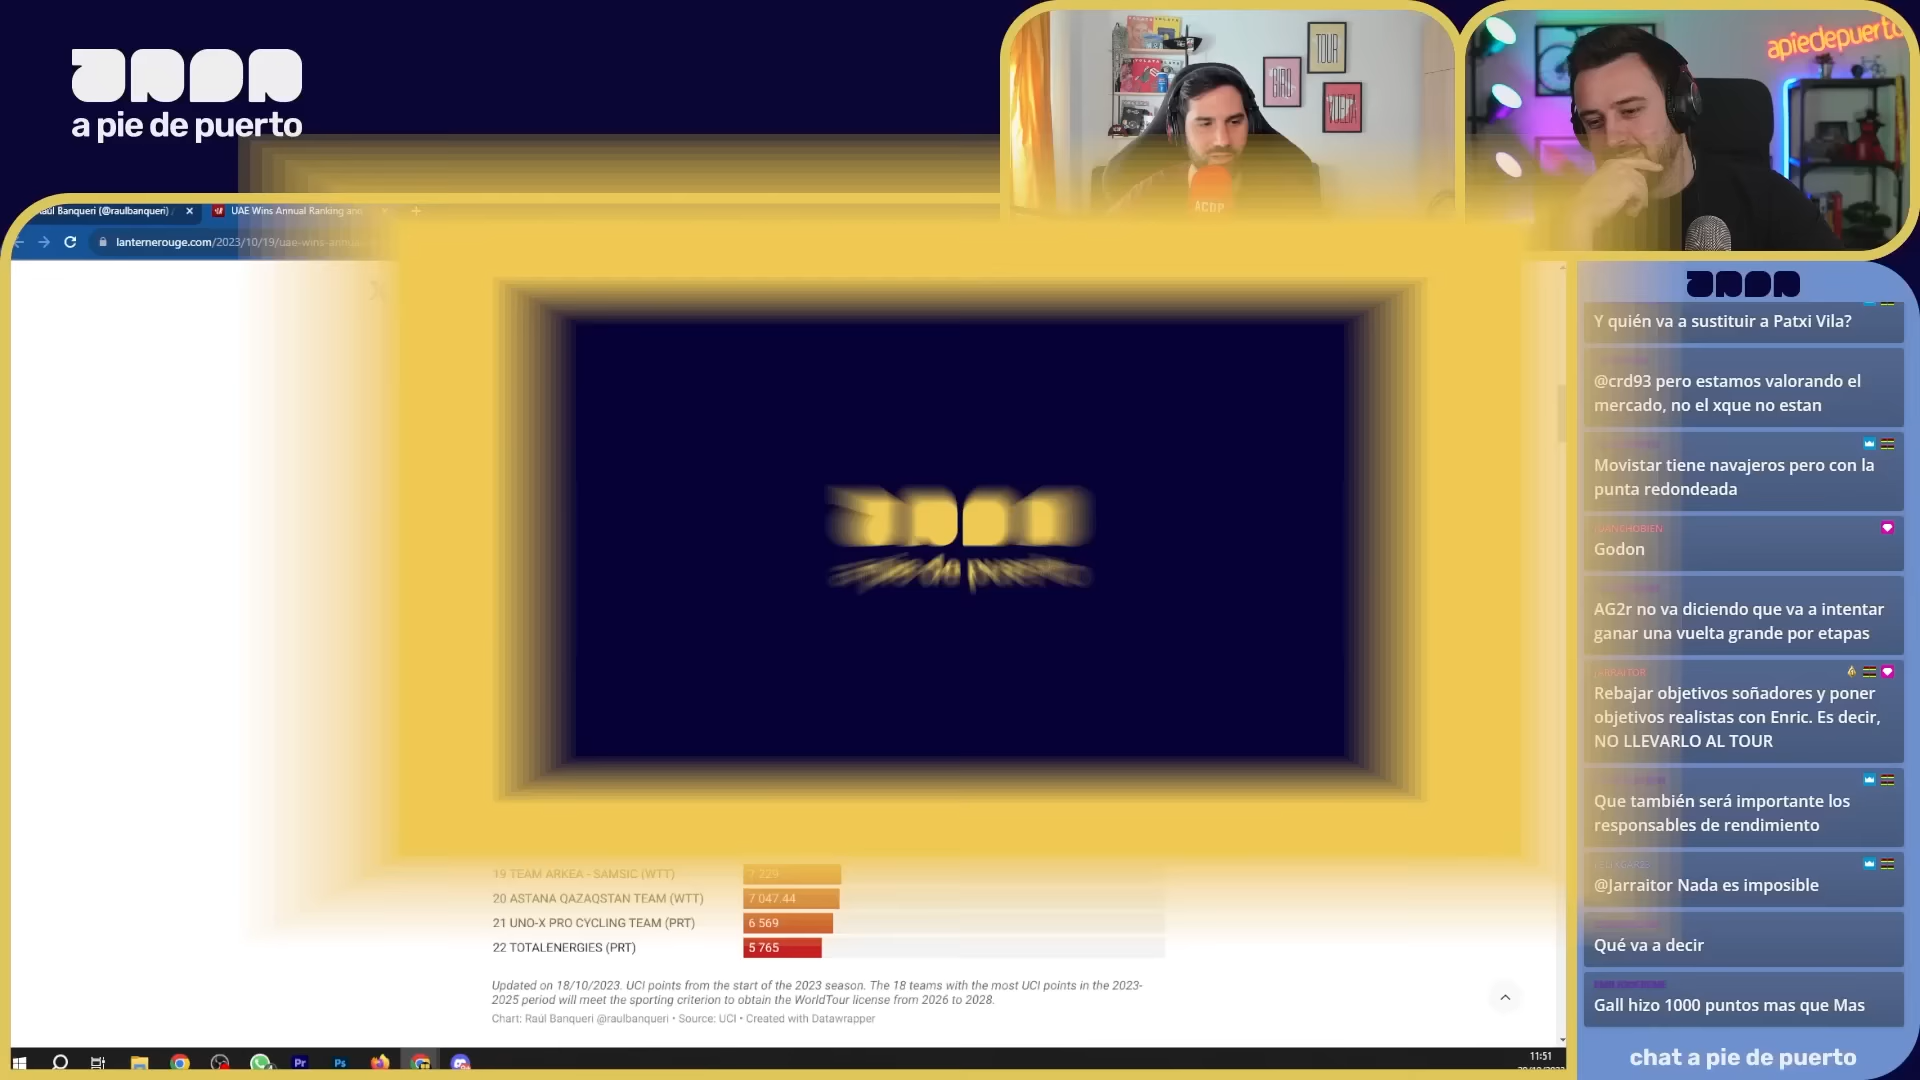 a pie de puerto
TOUR
GIRO
apiedepuerto
ACDP
Raúl Banqueri (@raulbanqueri)
UAE Wins Annual Ranking and
lanternerouge.com/2023/10/19/uae-wins-annual
Y quién va a sustituir a Patxi Vila?
@crd93 pero estamos valorando el
mercado, no el xque no estan
Movistar tiene navajeros pero con la
punta redondeada
Godon
AG2r no va diciendo que va a intentar
ganar una vuelta grande por etapas
JARRAITOR
Rebajar objetivos soñadores y poner
objetivos realistas con Enric. Es decir,
NO LLEVARLO AL TOUR
Que también será importante los
responsables de rendimiento
@Jarraitor Nada es imposible
Qué va a decir
Gall hizo 1000 puntos mas que Mas
chat a pie de puerto
19 TEAM ARKEA - SAMSIC (WTT) 7 229
20 ASTANA QAZAQSTAN TEAM (WTT) 7 047.44
21 UNO-X PRO CYCLING TEAM (PRT) 6 569
22 TOTALENERGIES (PRT) 5 765
Updated on 18/10/2023. UCI points from the start of the 2023 season. The 18 teams with the most UCI points in the 2023-
2025 period will meet the sporting criterion to obtain the WorldTour license from 2026 to 2028.
Chart: Raúl Banqueri @raulbanqueri • Source: UCI • Created with Datawrapper
Pr
Ps
11:51